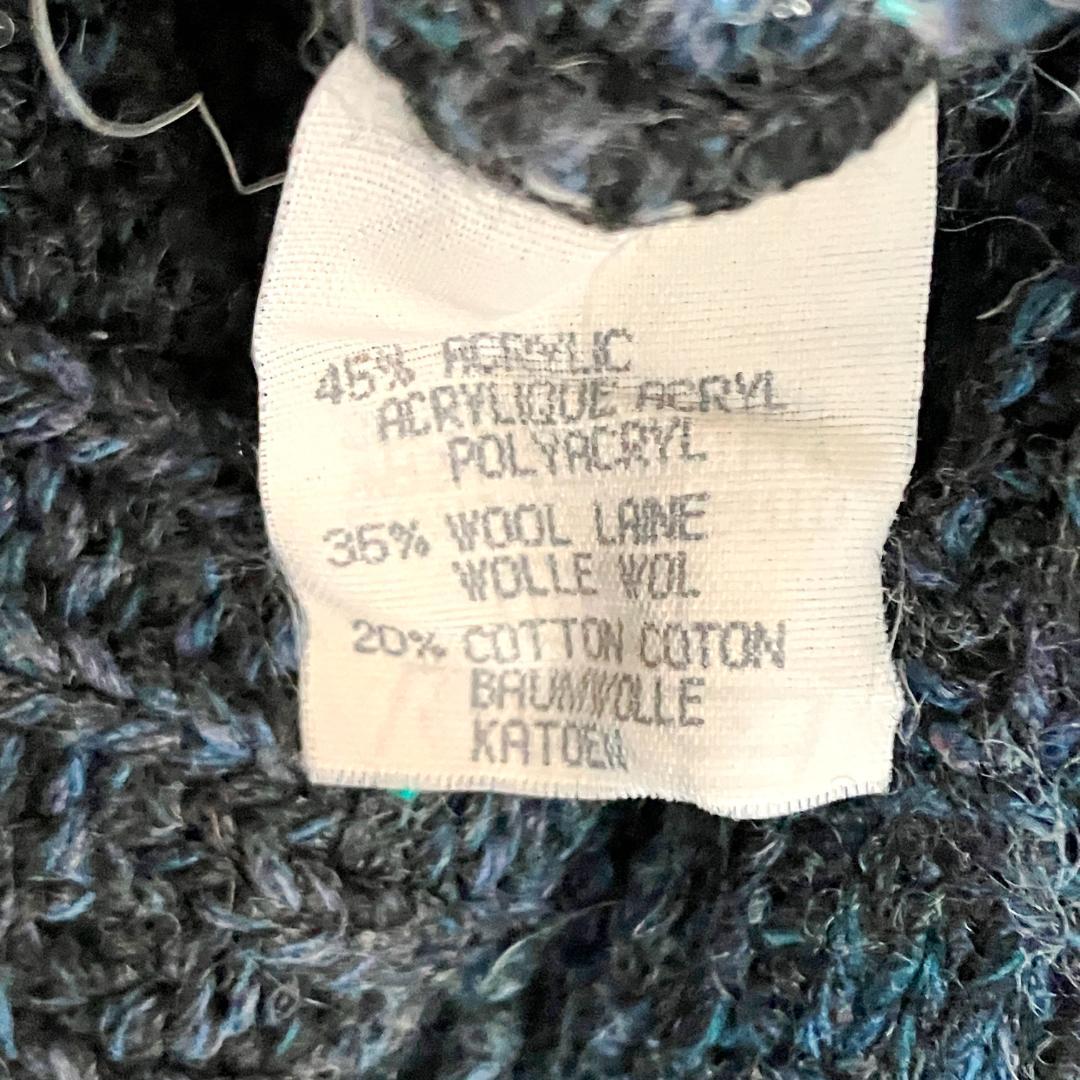 45% ACRYLIC
ACRYLIQUE ACRYL
POLYACRYL
35% WOOL LAINE
WOLLE WOL
20% COTTON COTON
BAUMWOLLE
KATOEN